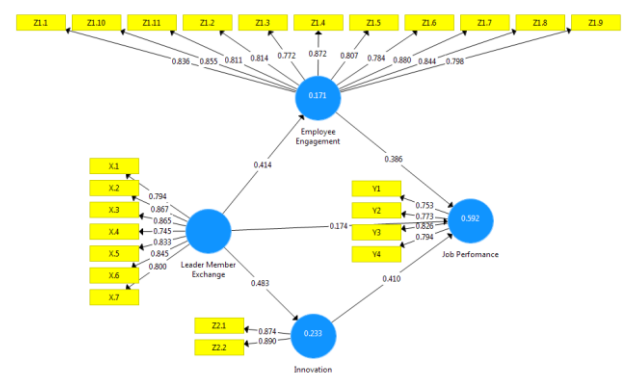 Z1.1 Z1.10 Z1.11 Z1.2 Z1.3 Z1.4 Z1.5 Z1.6 Z1.7 Z1.8 Z1.9
0.836 0.855 0.811 0.814 0.772 0.872 0.807 0.784 0.880 0.844 0.798
0.171
Employee
Engagement
0.414
0.386
X.1
X.2
X.3
X.4
X.5
X.6
X.7
0.794
0.867
0.865
0.745
0.833
0.845
0.800
Leader Member
Exchange
0.174
Y1
Y2
Y3
Y4
0.753
0.773
0.826
0.794
0.592
Job Perfomance
0.483
0.410
Z2.1
Z2.2
0.874
0.890
0.233
Innovation